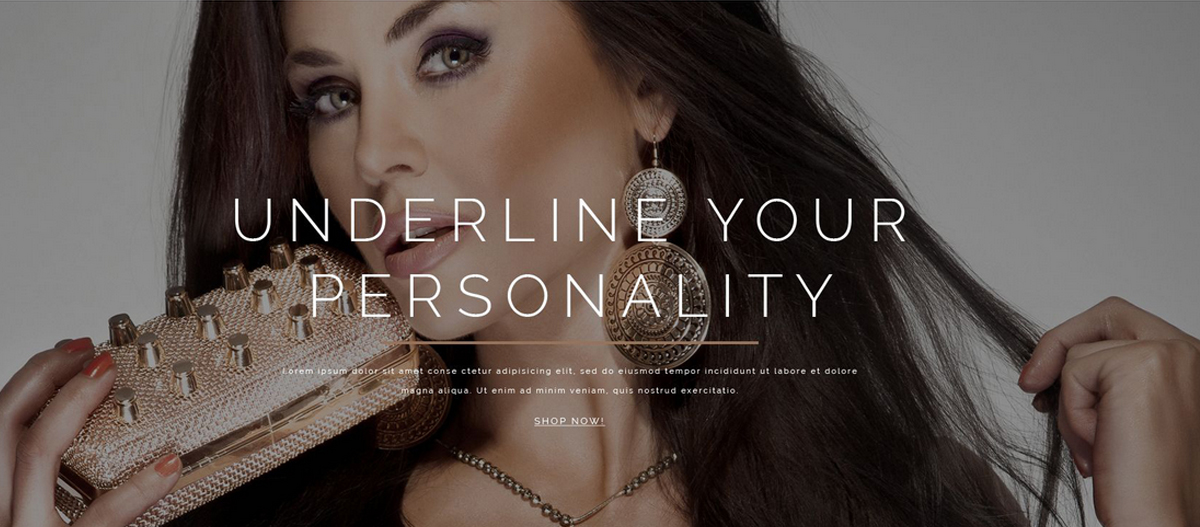 UNDERLINE YOUR
PERSONALITY
Lorem ipsum dolor sit amet conse ctetur adipisicing elit, sed do eiusmod tempor incididunt ut labore et dolore
magna aliqua. Ut enim ad minim veniam, quis nostrud exercitatio.
SHOP NOW!